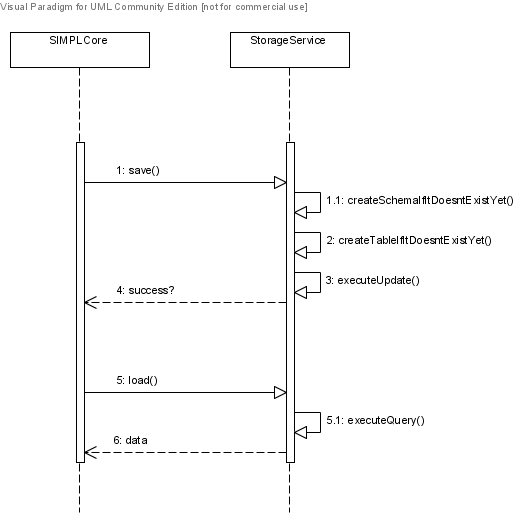 Visual Paradigm for UML Community Edition [not for commercial use]
SIMPLCore
StorageService
1: save()
1.1: createSchemaIfItDoesntExistYet()
2: createTableIfItDoesntExistYet()
3: executeUpdate()
4: success?
5: load()
5.1: executeQuery()
6: data